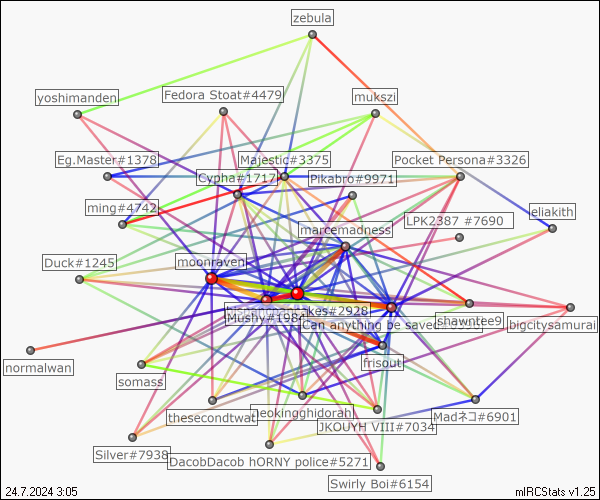 zebula
yoshimanden
Fedora Stoat#4479
mukszi
Eg.Master#1378
Majestic#3375
Pocket Persona#3326
Cypha#1717
Pikabro#9971
ming#4742
LPK2387 #7690
eliakith
marcemadness
Duck#1245
moonraven
Mushy#1984
kes#2928
Can anything be saved
shawntee9
bigcitysamurai
normalwan
frisout
somass
thesecondtwat
neokingghidorah
JKOUYH VIII#7034
Madネコ#6901
Silver#7938
DacobDacob hORNY police#5271
Swirly Boi#6154
24.7.2024 3:05
mIRCStats v1.25